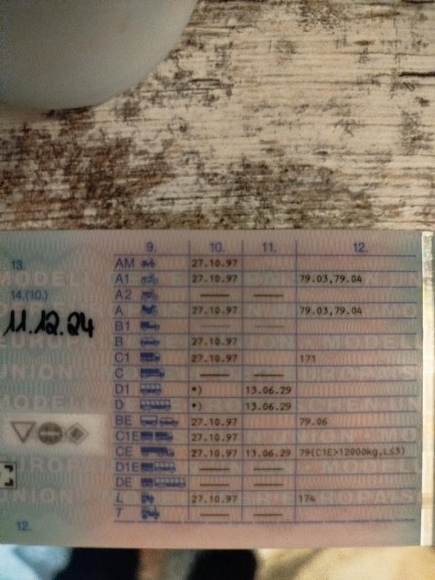 9. 10. 11. 12.
13.
14.(10.)
11.12.24
12.
AM 27.10.97
A1 27.10.97 79.03,79.04
A2 — —
A 27.10.97 79.03,79.04
B1 — —
B 27.10.97
C1 27.10.97 171
C — —
D1 *) 13.06.29
D *) 13.06.29
BE 27.10.97 79.06
C1E 27.10.97
CE 27.10.97 13.06.29 79(C1E>12000kg,L≤3)
D1E — —
DE — —
L 27.10.97 174
T — —